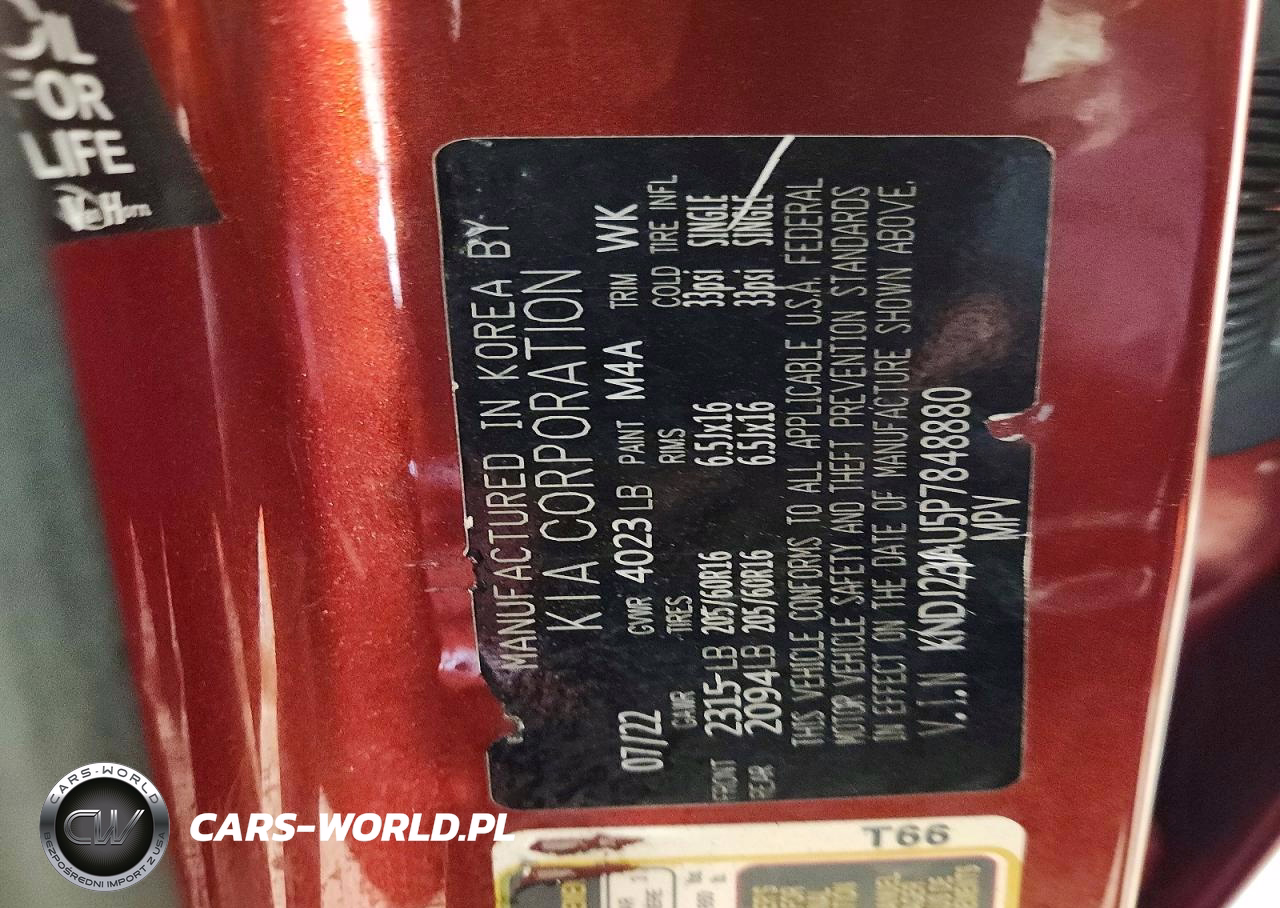 OIL
FOR
LIFE
MANUFACTURED IN KOREA BY
KIA CORPORATION
07/22 GVWR 4023 LB PAINT M4A TRIM WK
GAWR TIRES RIMS COLD TIRE INFL
FRONT 2315 LB 205/60R16 6.5Jx16 33psi SINGLE
REAR 2094 LB 205/60R16 6.5Jx16 33psi SINGLE
THIS VEHICLE CONFORMS TO ALL APPLICABLE U.S.A. FEDERAL
MOTOR VEHICLE SAFETY AND THEFT PREVENTION STANDARDS
IN EFFECT ON THE DATE OF MANUFACTURE SHOWN ABOVE.
V.I.N KNDJ23AU5P7848880
MPV
T66
CARS-WORLD
CW
BEZPOŚREDNI IMPORT Z USA
CARS-WORLD.PL